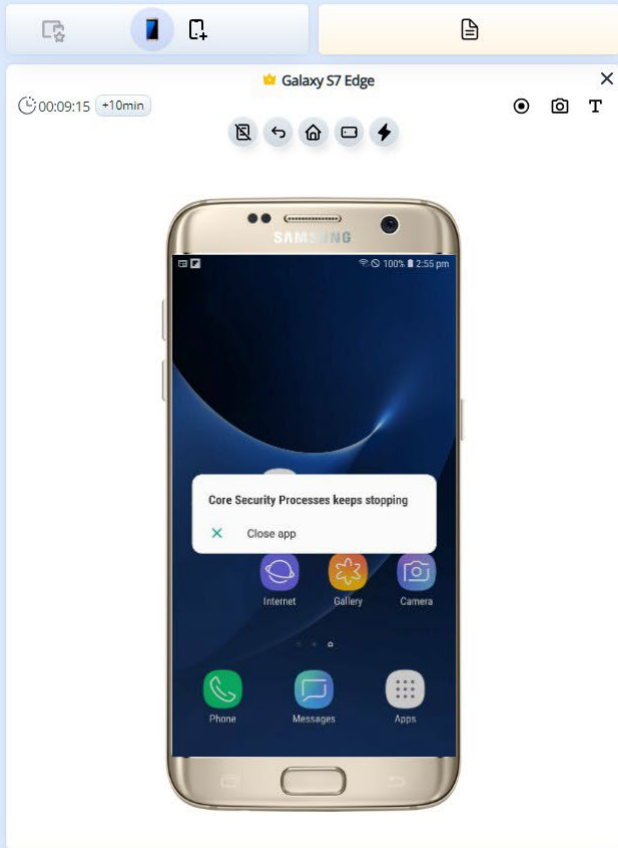 Galaxy S7 Edge
00:09:15 +10min
T
SAMSUNG
100% 2:55 pm
Core Security Processes keeps stopping
Close app
Internet Gallery Camera
Phone Messages Apps